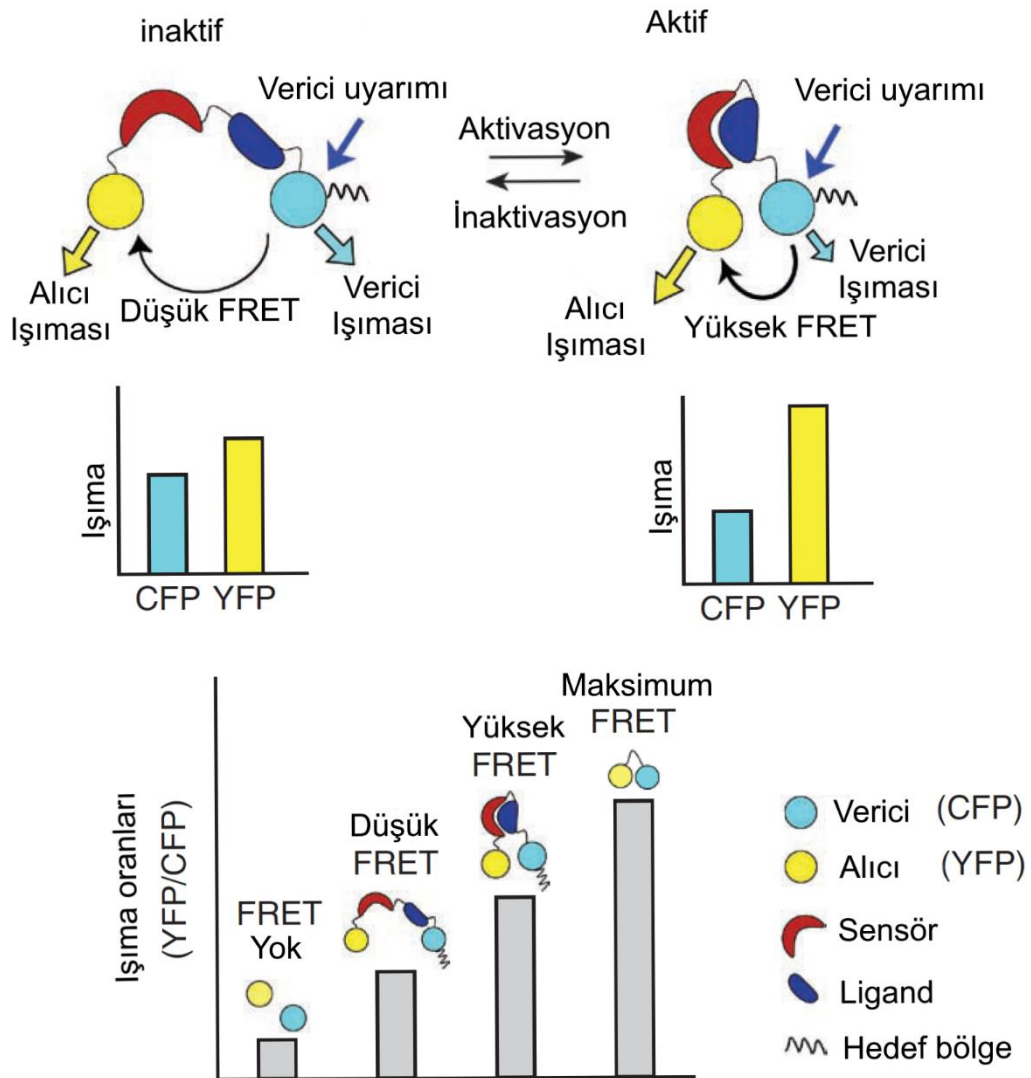 inaktif
Aktif
Verici uyarımı
Verici uyarımı
Aktivasyon
İnaktivasyon
Alıcı
Işıması
Düşük FRET
Verici
Işıması
Alıcı
Işıması
Yüksek FRET
Verici
Işıması
Işıma
CFP YFP
Işıma
CFP YFP
Işıma oranları
(YFP/CFP)
FRET
Yok
Düşük
FRET
Yüksek
FRET
Maksimum
FRET
Verici (CFP)
Alıcı (YFP)
Sensör
Ligand
Hedef bölge